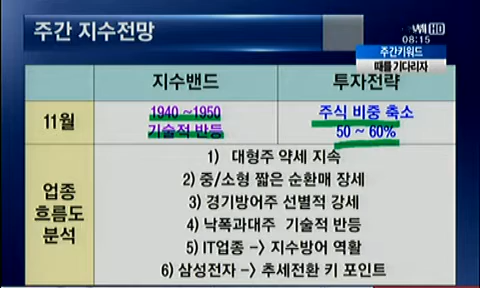 주간 지수전망
HD
08:15
주간키워드
때를 기다리자
지수밴드
투자전략
11월
1940 ~1950
기술적 반등
주식 비중 축소
50 ~ 60%
업종
흐름도
분석
1) 대형주 약세 지속
2) 중/소형 짧은 순환매 장세
3) 경기방어주 선별적 강세
4) 낙폭과대주 기술적 반등
5) IT업종 -> 지수방어 역활
6) 삼성전자 -> 추세전환 키 포인트